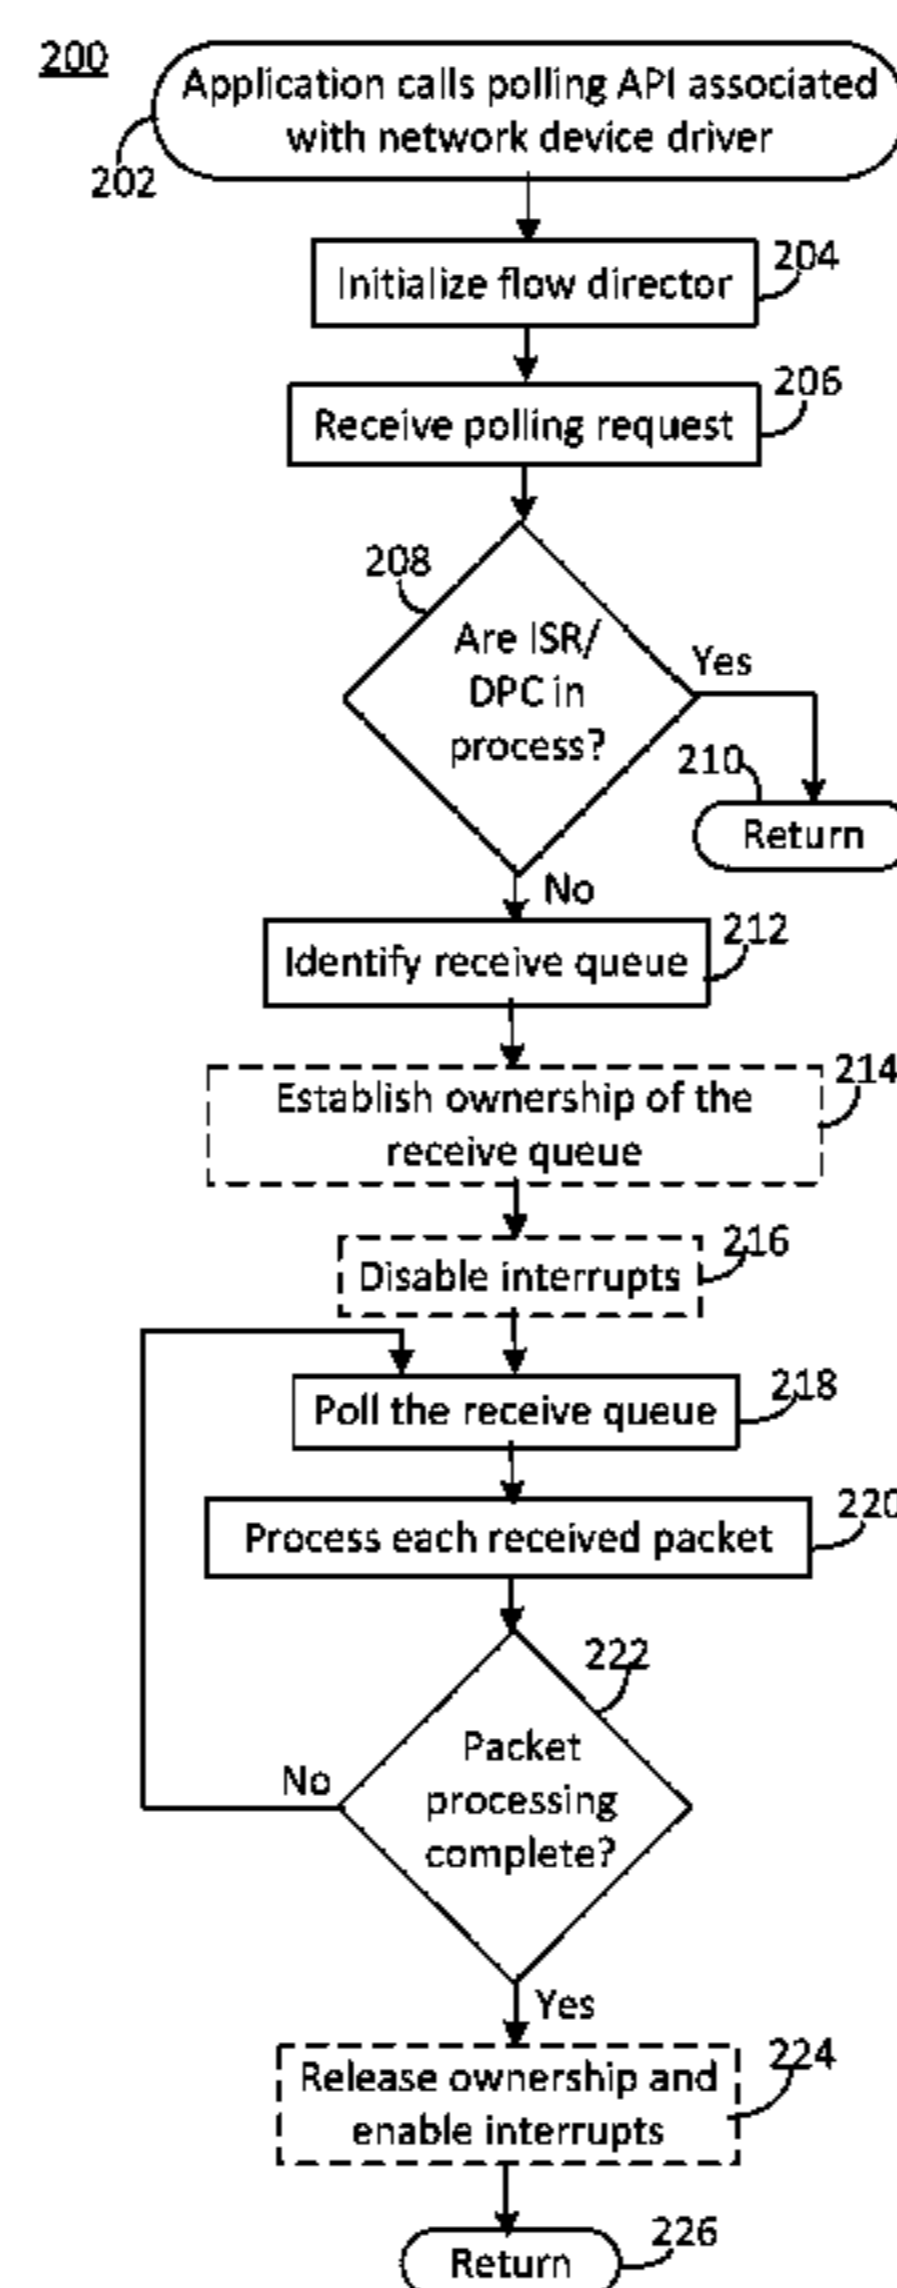 200
Application calls polling API associated
with network device driver
202
204
Initialize flow director
206
Receive polling request
208
Are ISR/
DPC in
process?
Yes
210
Return
No
212
Identify receive queue
214
Establish ownership of the
receive queue
216
Disable interrupts
218
Poll the receive queue
220
Process each received packet
222
Packet
processing
complete?
No
Yes
224
Release ownership and
enable interrupts
226
Return